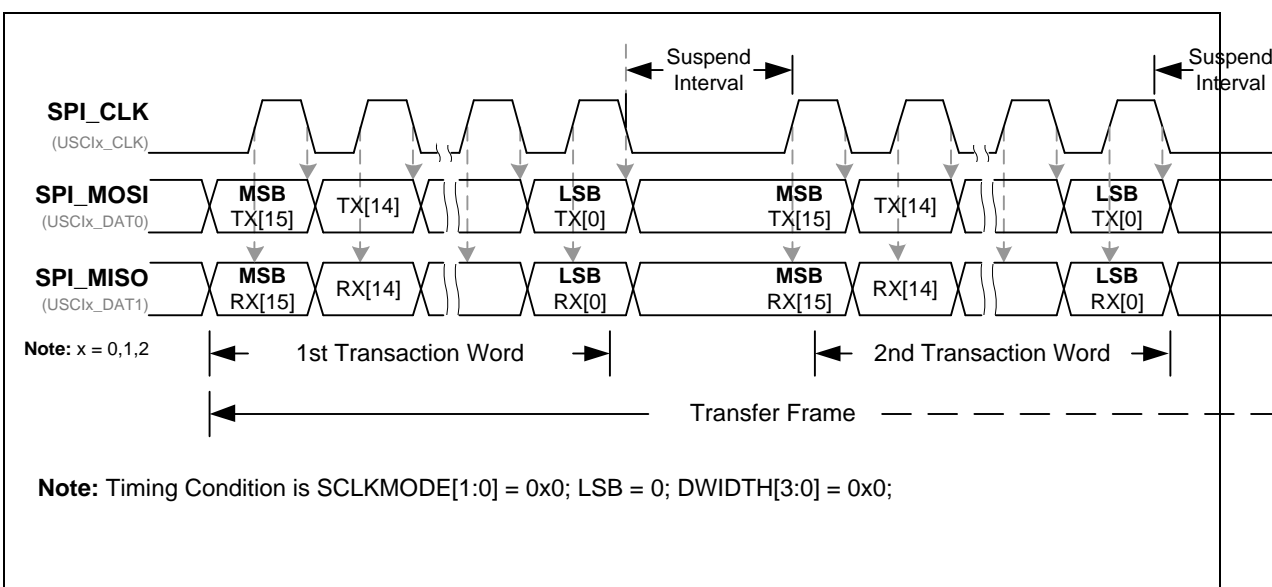 Suspend
Interval
Suspend
Interval
SPI_CLK
(USCIx_CLK)
SPI_MOSI
(USCIx_DAT0)
MSB
TX[15]
TX[14]
LSB
TX[0]
MSB
TX[15]
TX[14]
LSB
TX[0]
SPI_MISO
(USCIx_DAT1)
MSB
RX[15]
RX[14]
LSB
RX[0]
MSB
RX[15]
RX[14]
LSB
RX[0]
Note: x = 0,1,2
1st Transaction Word
2nd Transaction Word
Transfer Frame
Note: Timing Condition is SCLKMODE[1:0] = 0x0; LSB = 0; DWIDTH[3:0] = 0x0;